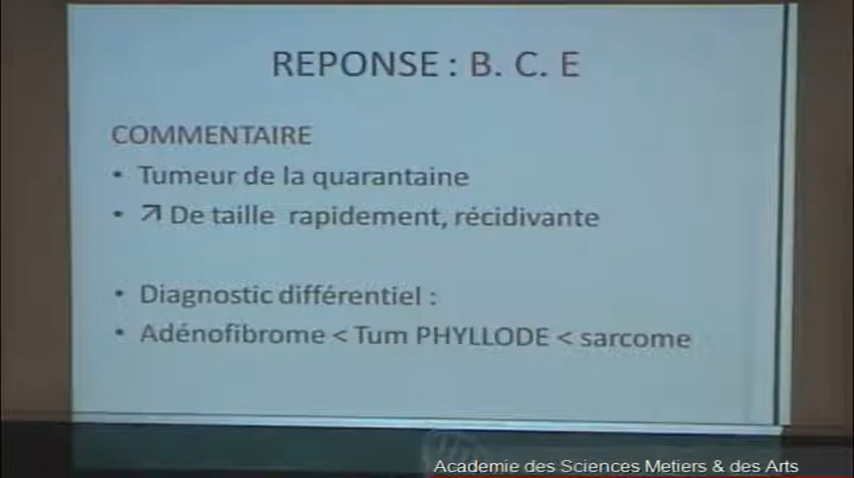 REPONSE : B. C. E
COMMENTAIRE
• Tumeur de la quarantaine
• ↗ De taille rapidement, récidivante
• Diagnostic différentiel :
• Adénofibrome < Tum PHYLLODE < sarcome
Academie des Sciences Metiers & des Arts